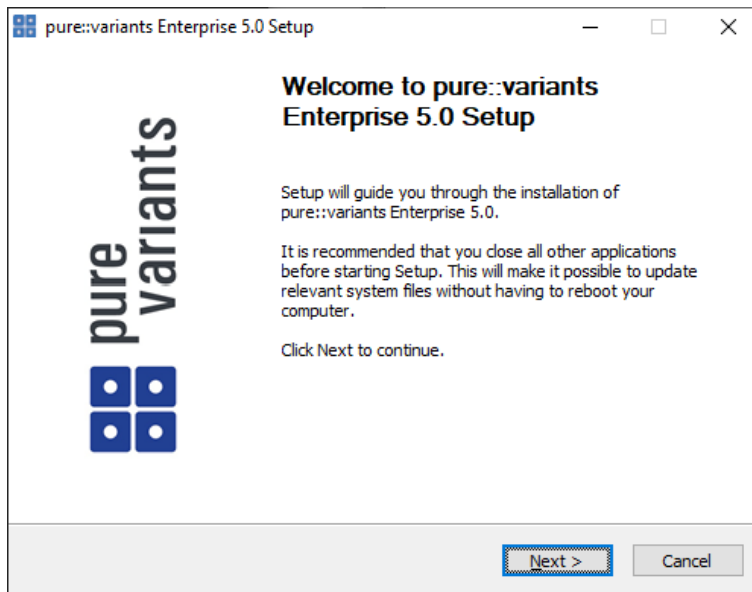 pure::variants Enterprise 5.0 Setup
Welcome to pure::variants
Enterprise 5.0 Setup
pure
variants
Setup will guide you through the installation of
pure::variants Enterprise 5.0.
It is recommended that you close all other applications
before starting Setup. This will make it possible to update
relevant system files without having to reboot your
computer.
Click Next to continue.
Next >
Cancel